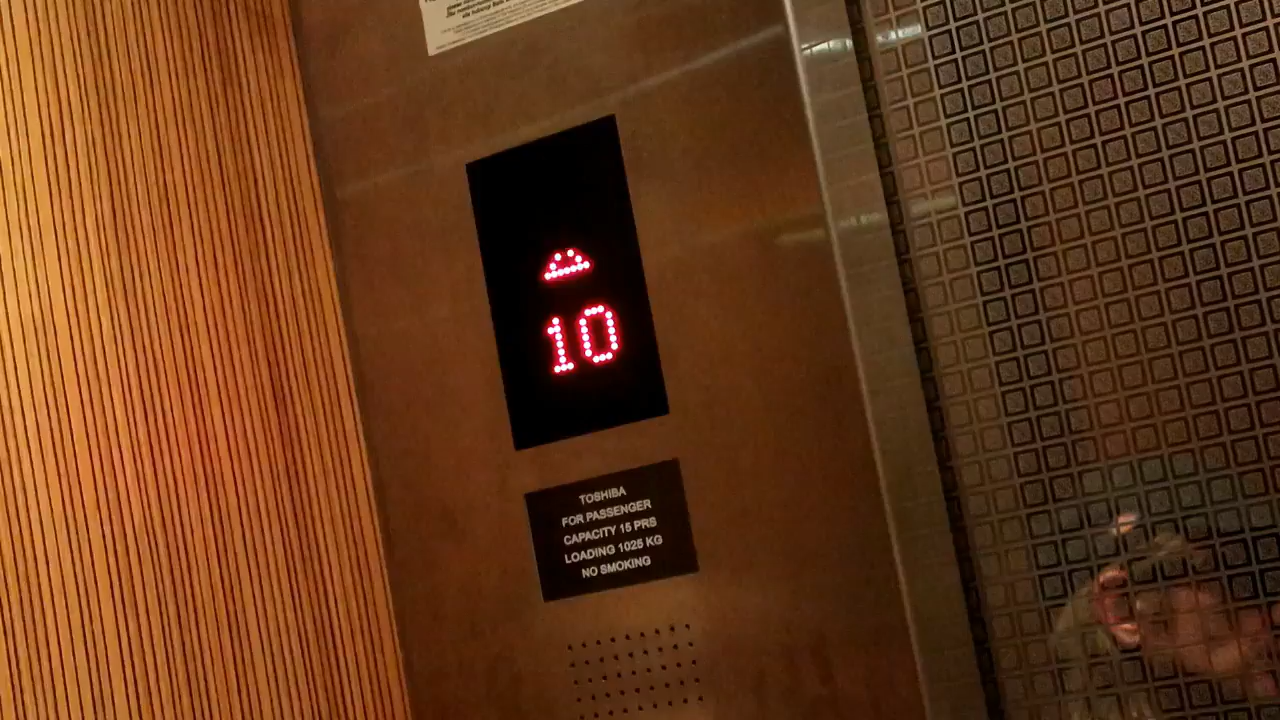 10
TOSHIBA
FOR PASSENGER
CAPACITY 15 PRS
LOADING 1025 KG
NO SMOKING